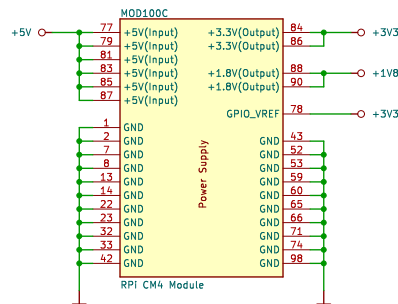 MOD100C
+5V 77 +5V(Input) +3.3V(Output) 84 +3V3
79 +5V(Input) +3.3V(Output) 86
81 +5V(Input)
83 +5V(Input) +1.8V(Output) 88 +1V8
85 +5V(Input) +1.8V(Output) 90
87 +5V(Input)
GPIO_VREF 78 +3V3
1 GND
2 GND GND 43
7 GND GND 52
8 GND GND 53
13 GND GND 59
14 GND GND 60
22 GND GND 65
23 GND GND 66
32 GND GND 71
33 GND GND 74
42 GND GND 98
Power Supply
RPi CM4 Module